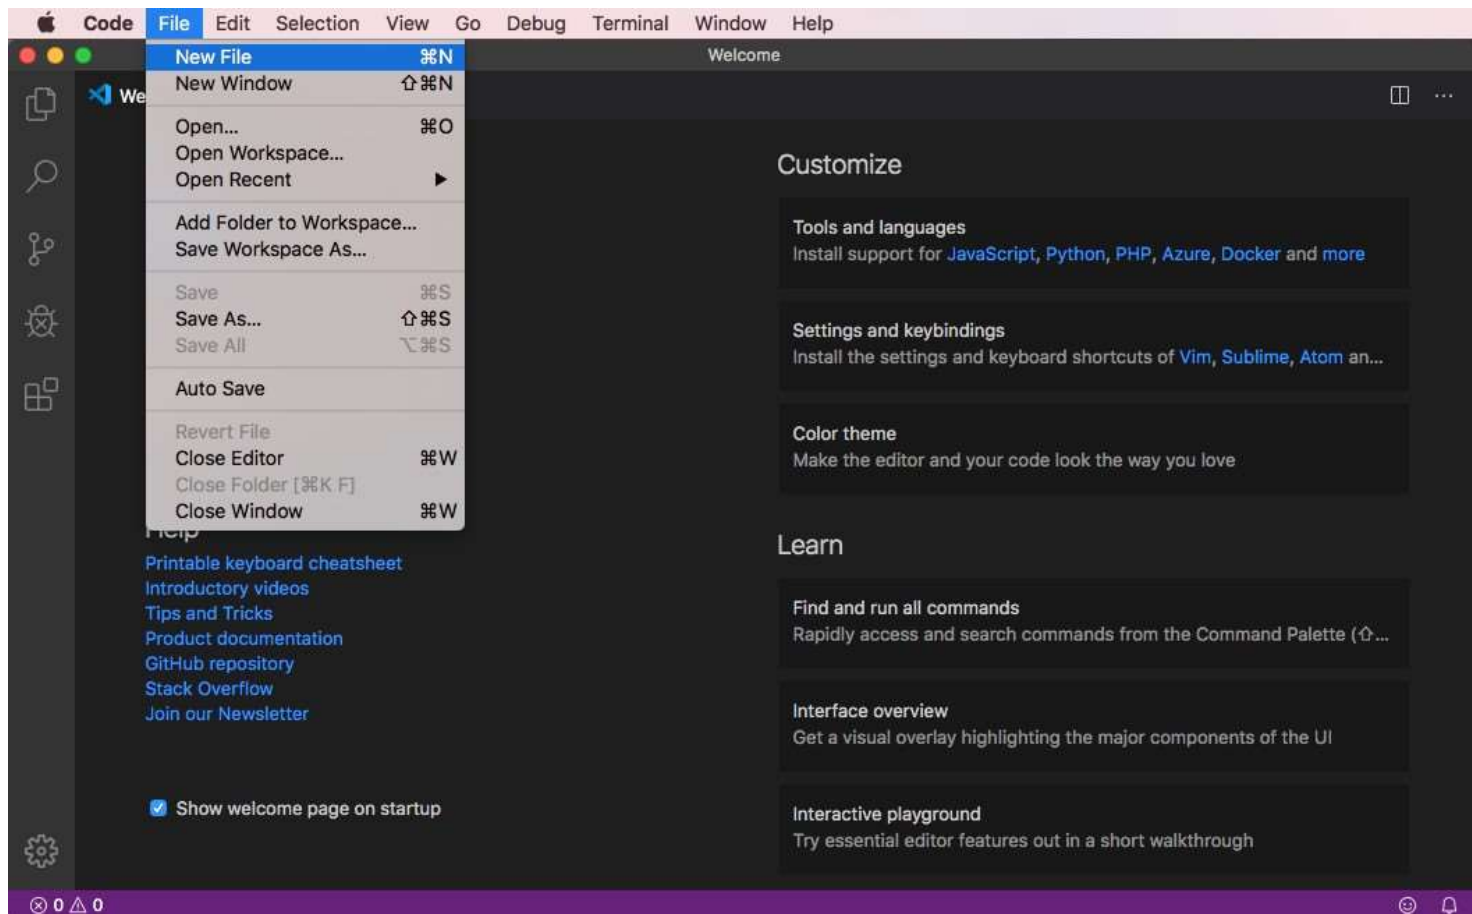 Code File Edit Selection View Go Debug Terminal Window Help
Welcome
We
New File ⌘N
New Window ⇧⌘N
Open... ⌘O
Open Workspace...
Open Recent ▶
Add Folder to Workspace...
Save Workspace As...
Save ⌘S
Save As... ⇧⌘S
Save All ⌥⌘S
Auto Save
Revert File
Close Editor ⌘W
Close Folder [⌘K F]
Close Window ⌘W
Help
Printable keyboard cheatsheet
Introductory videos
Tips and Tricks
Product documentation
GitHub repository
Stack Overflow
Join our Newsletter
Show welcome page on startup
Customize
Tools and languages
Install support for JavaScript, Python, PHP, Azure, Docker and more
Settings and keybindings
Install the settings and keyboard shortcuts of Vim, Sublime, Atom an...
Color theme
Make the editor and your code look the way you love
Learn
Find and run all commands
Rapidly access and search commands from the Command Palette (⇧...
Interface overview
Get a visual overlay highlighting the major components of the UI
Interactive playground
Try essential editor features out in a short walkthrough
0 0